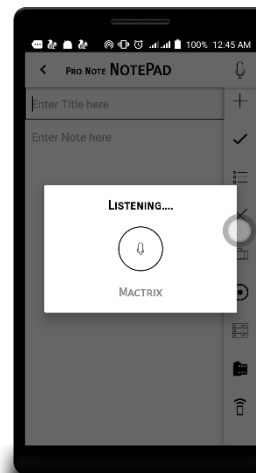 100% 12:45 AM
Pro Note NotePad
Enter Title here
Enter Note here
Listening....
Mactrix